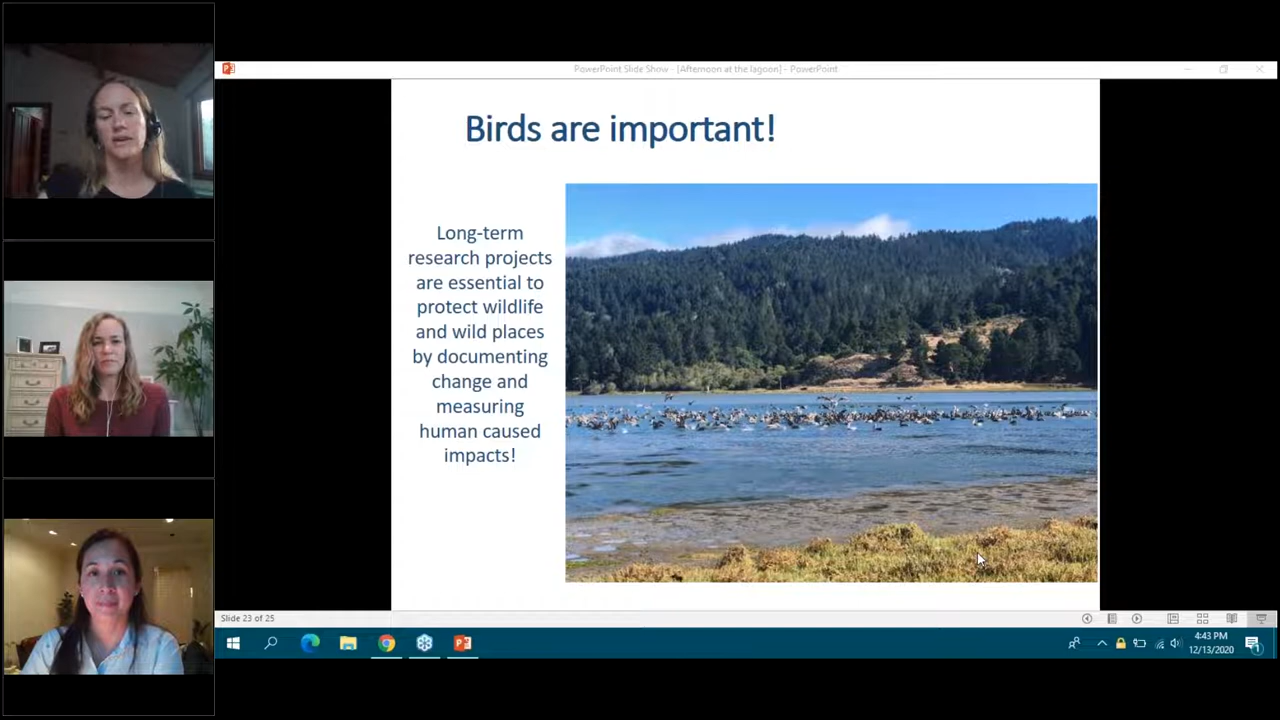 PowerPoint Slide Show - [Afternoon at the lagoon] - PowerPoint
Birds are important!
Long-term
research projects
are essential to
protect wildlife
and wild places
by documenting
change and
measuring
human caused
impacts!
Slide 23 of 25
4:43 PM
12/13/2020
1